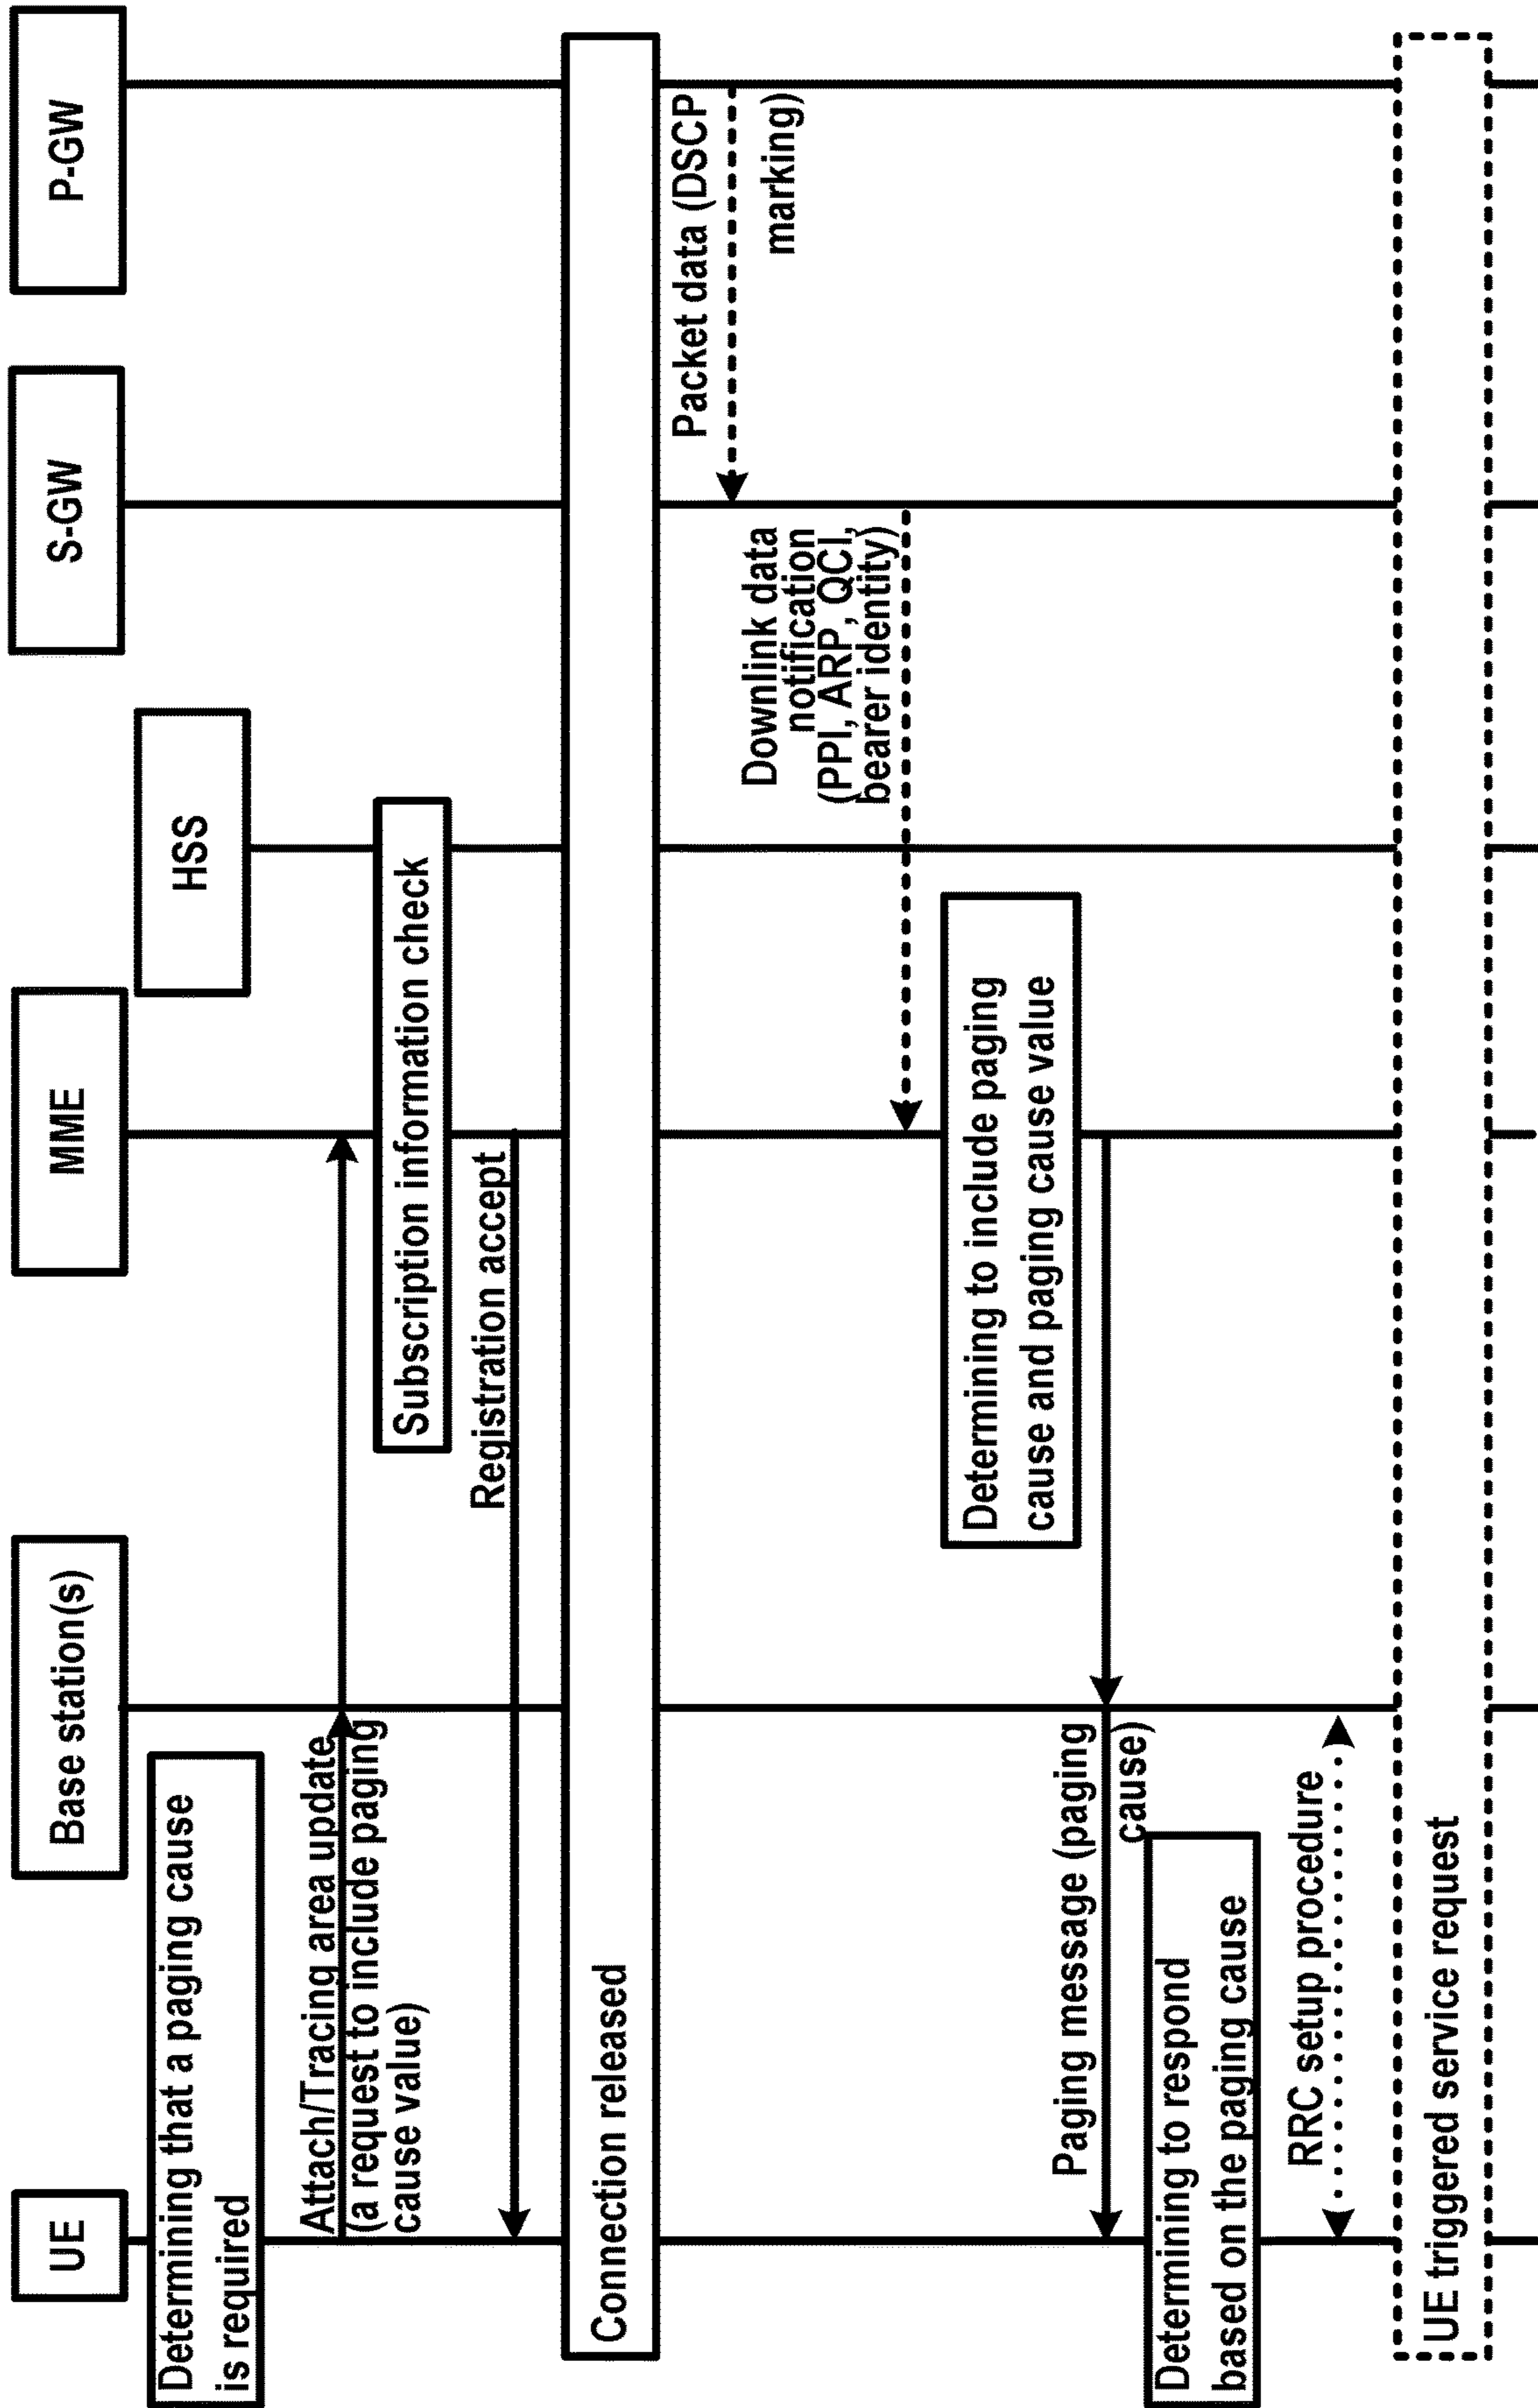 UE
Base station(s)
MME
HSS
S-GW
P-GW
Determining that a paging cause
is required
Attach/Tracing area update
(a request to include paging
cause value)
Subscription information check
Registration accept
Connection released
Packet data (DSCP
marking)
Downlink data
notification
(PPI, ARP, QCI,
bearer identity)
Determining to include paging
cause and paging cause value
Paging message (paging
cause)
Determining to respond
based on the paging cause
RRC setup procedure
UE triggered service request